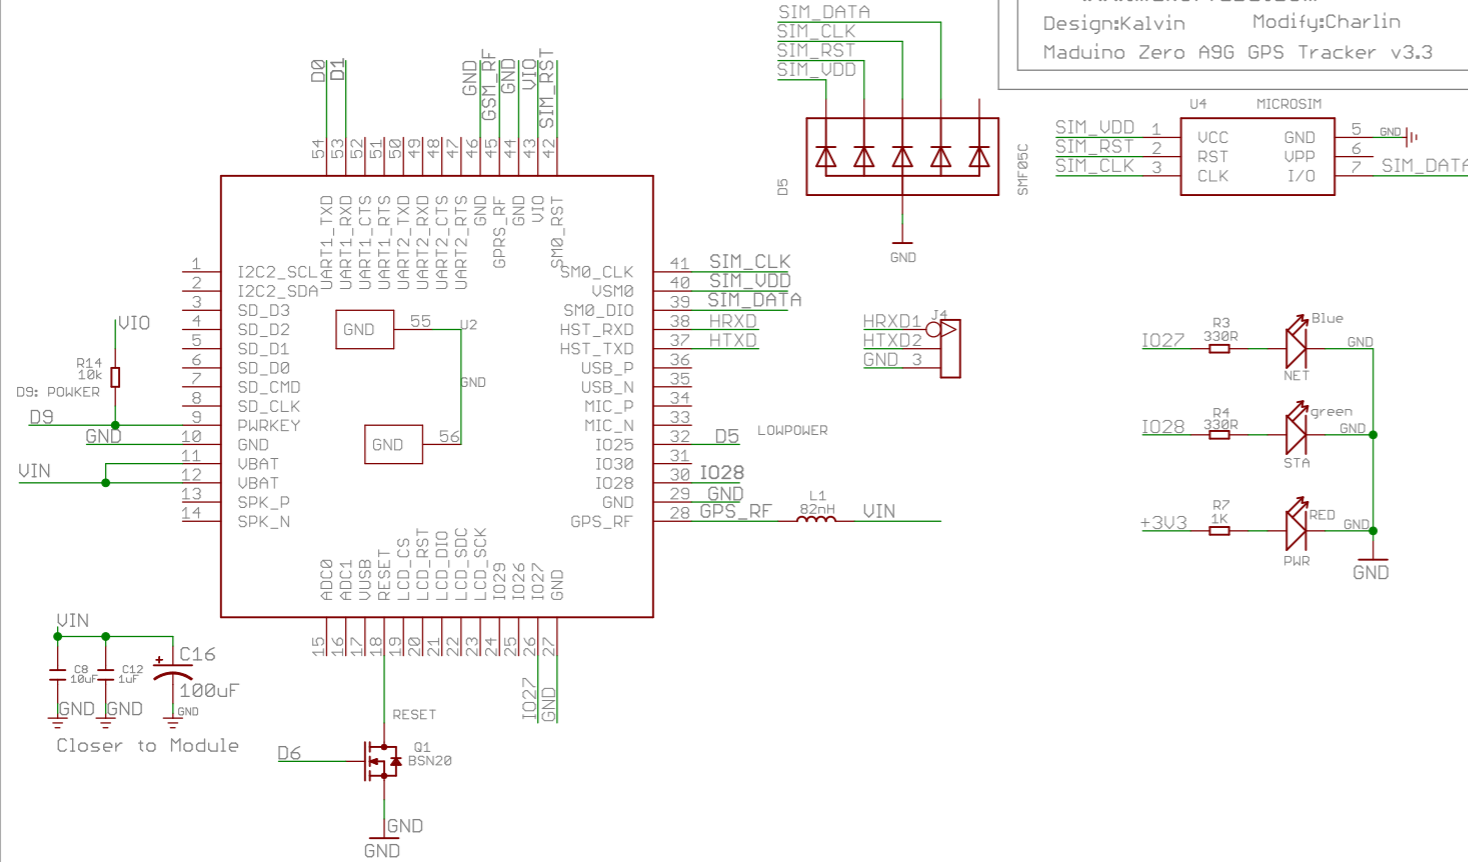 Design:Kalvin Modify:Charlin
Maduino Zero A9G GPS Tracker v3.3
SIM_DATA
SIM_CLK
SIM_RST
SIM_VDD
D5
SMF05C
GND
U4 MICROSIM
SIM_VDD 1 VCC GND 5 GND
SIM_RST 2 RST VPP 6
SIM_CLK 3 CLK I/O 7 SIM_DATA
D0
D1
GND
GSM_RF
GND
VIO
SIM_RST
54
53
52
51
50
49
48
47
46
45
44
43
42
UART1_TXD
UART1_RXD
UART1_CTS
UART1_RTS
UART2_TXD
UART2_RXD
UART2_CTS
UART2_RTS
GND
GPRS_RF
GND
VIO
SM0_RST
1 I2C2_SCL
2 I2C2_SDA
3 SD_D3
4 SD_D2
5 SD_D1
6 SD_D0
7 SD_CMD
8 SD_CLK
9 PWRKEY
10 GND
11 VBAT
12 VBAT
13 SPK_P
14 SPK_N
VIO
R14
10k
D9: POWKER
D9
GND
VIN
GND 55
U2
GND
GND 56
SM0_CLK 41 SIM_CLK
VSM0 40 SIM_VDD
SM0_DIO 39 SIM_DATA
HST_RXD 38 HRXD
HST_TXD 37 HTXD
USB_P 36
USB_N 35
MIC_P 34
MIC_N 33
IO25 32 D5 LOWPOWER
IO30 31
IO28 30 IO28
GND 29 GND
GPS_RF 28 GPS_RF
L1
82nH
VIN
J4
HRXD 1
HTXD 2
GND 3
IO27
R3
330R
Blue
NET
GND
IO28
R4
330R
green
STA
GND
+3V3
R7
1K
RED
PWR
GND
GND
ADC0
ADC1
VUSB
RESET
LCD_CS
LCD_RST
LCD_DIO
LCD_SDC
LCD_SCK
IO29
IO26
IO27
GND
15
16
17
18
19
20
21
22
23
24
25
26
27
IO27
GND
VIN
C8
10uF
C12
1uF
C16
100uF
GND
GND
GND
Closer to Module
RESET
D6
Q1
BSN20
GND
GND